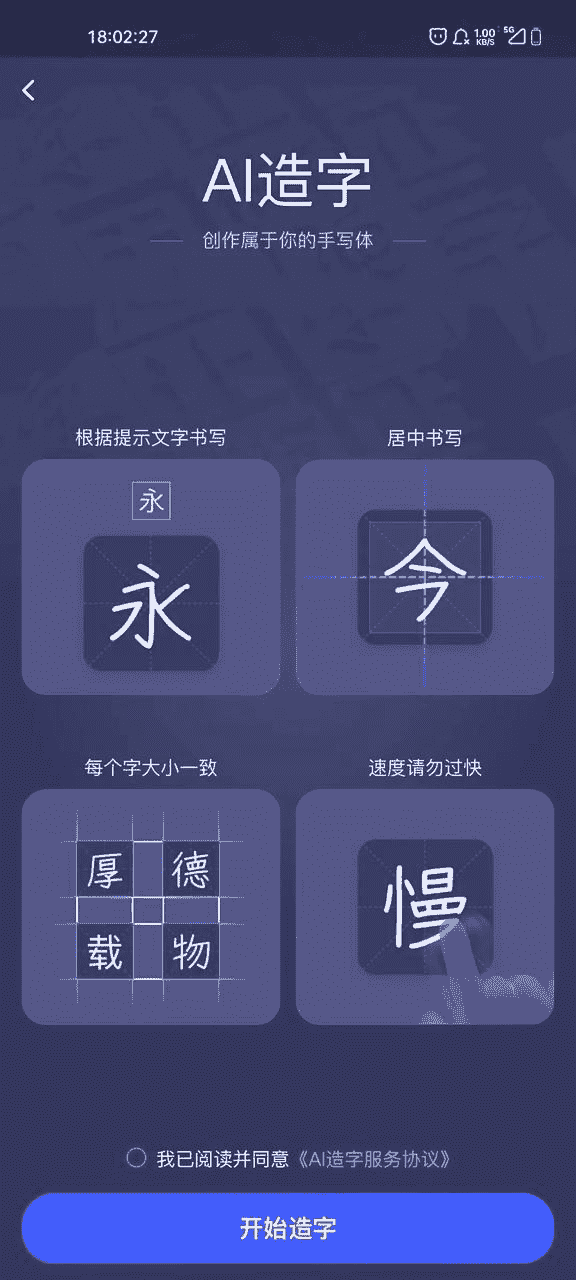 18:02:27
1.00 KB/S 5G
AI造字
创作属于你的手写体
根据提示文字书写
居中书写
永
永
今
每个字大小一致
速度请勿过快
厚 德
载 物
慢
我已阅读并同意《AI造字服务协议》
开始造字